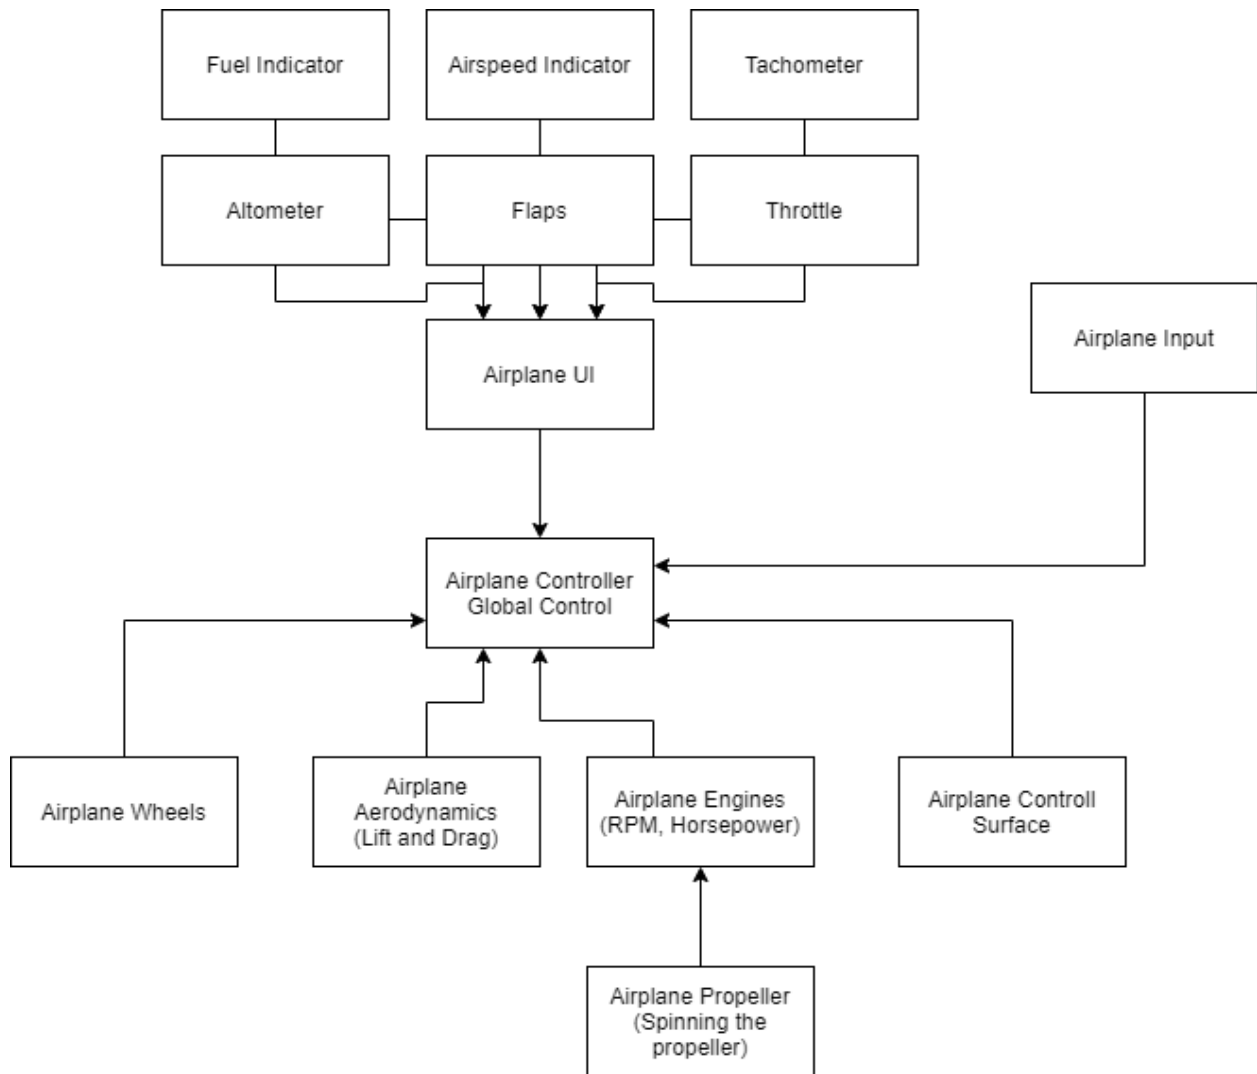 Fuel Indicator
Airspeed Indicator
Tachometer
Altometer
Flaps
Throttle
Airplane Input
Airplane UI
Airplane Controller
Global Control
Airplane Wheels
Airplane
Aerodynamics
(Lift and Drag)
Airplane Engines
(RPM, Horsepower)
Airplane Controll
Surface
Airplane Propeller
(Spinning the
propeller)